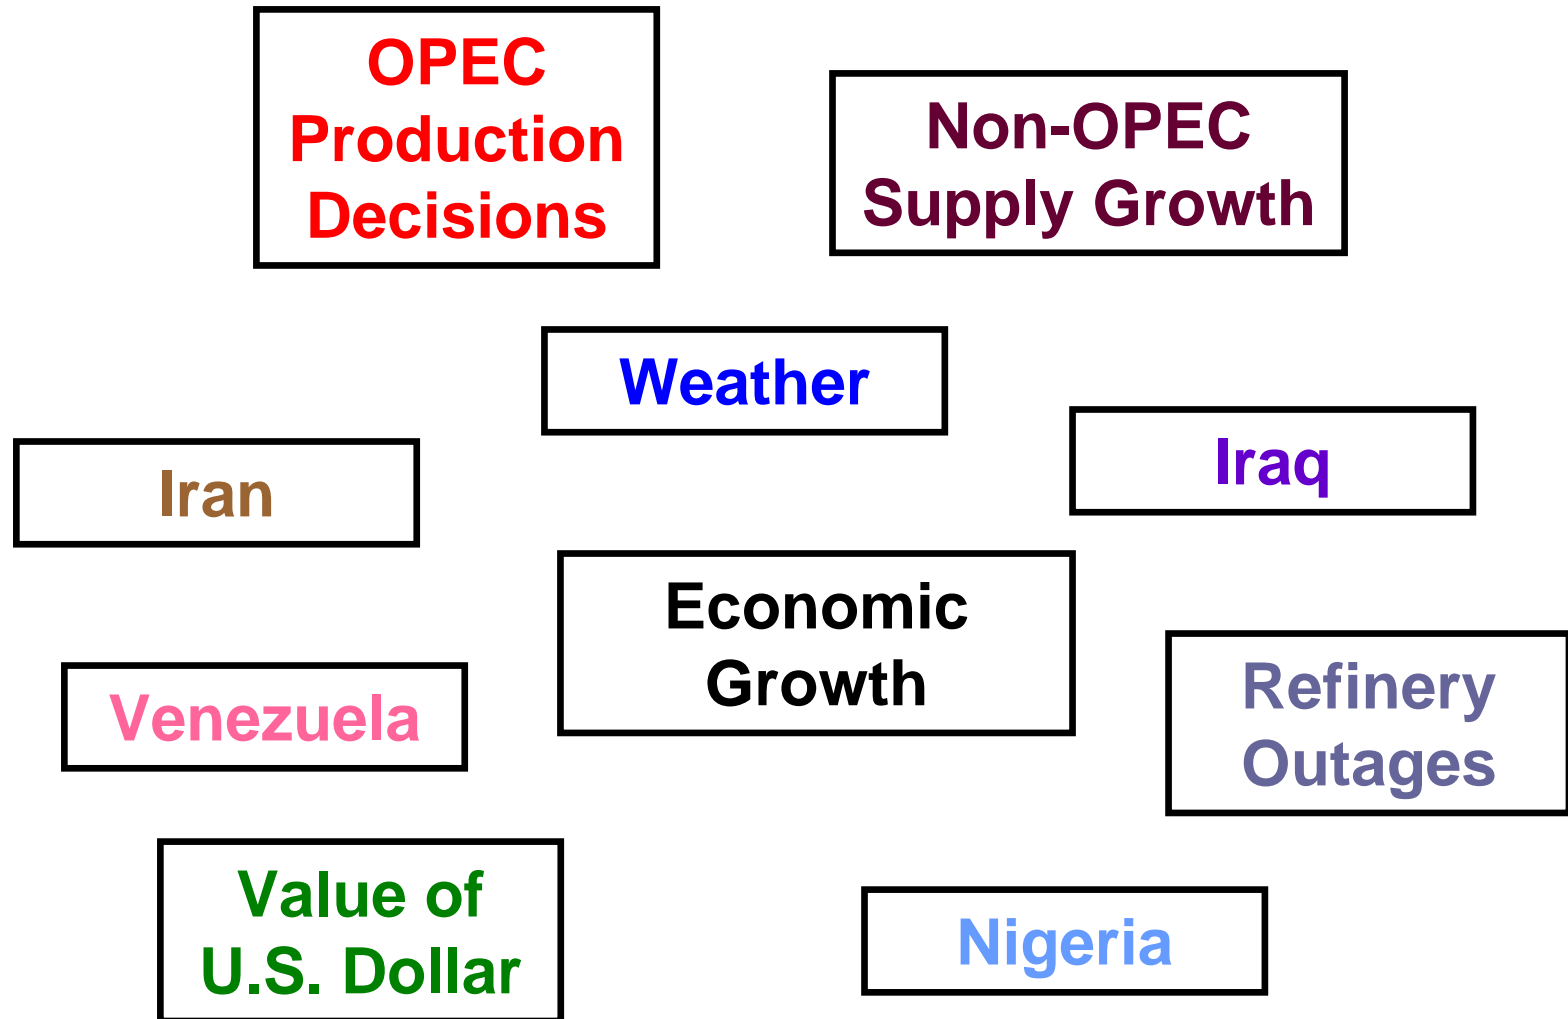 OPEC
Production
Decisions
Non-OPEC
Supply Growth
Weather
Iraq
Iran
Economic
Growth
Refinery
Outages
Venezuela
Value of
U.S. Dollar
Nigeria